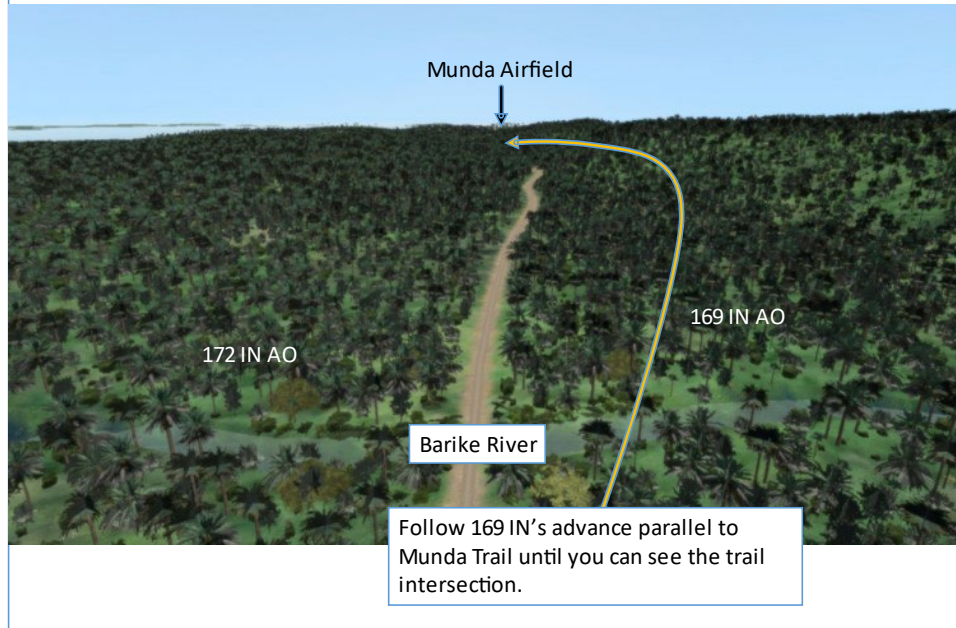 Munda Airfield
169 IN AO
172 IN AO
Barike River
Follow 169 IN’s advance parallel to
Munda Trail until you can see the trail
intersection.